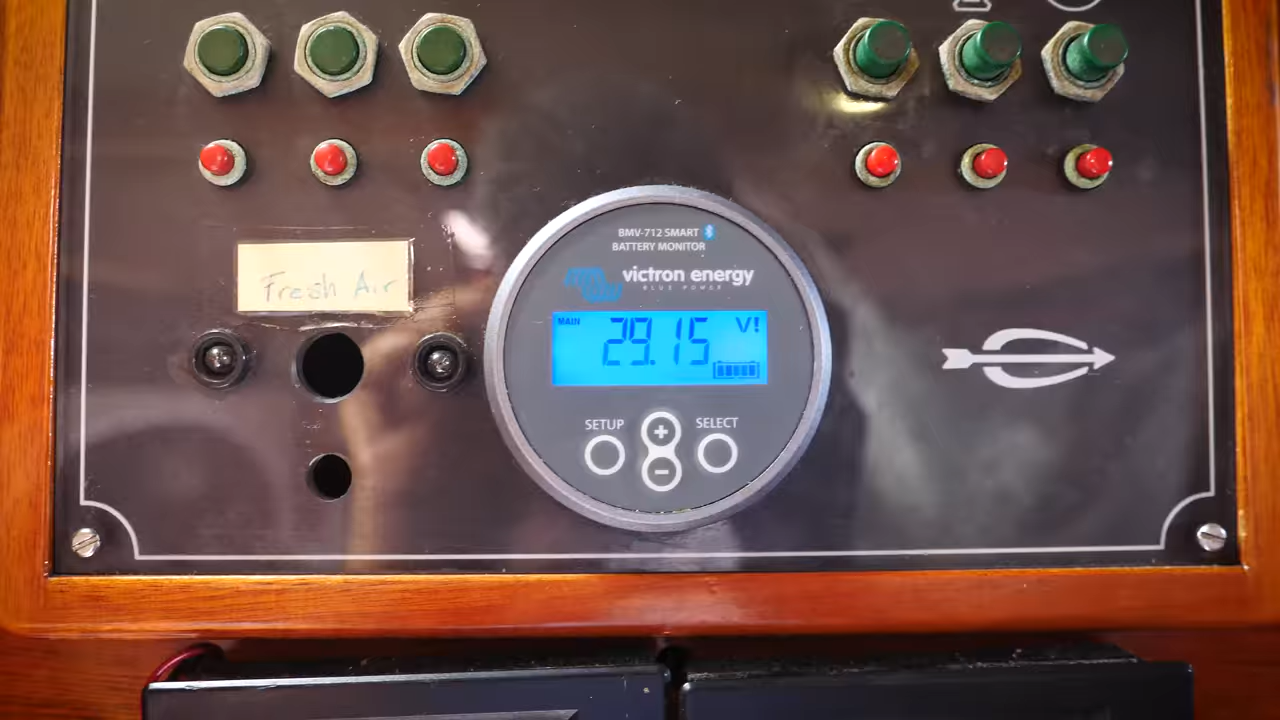 BMV-712 SMART
BATTERY MONITOR
victron energy
BLUE POWER
Fresh Air
MAIN 29.15 V!
SETUP + SELECT
−